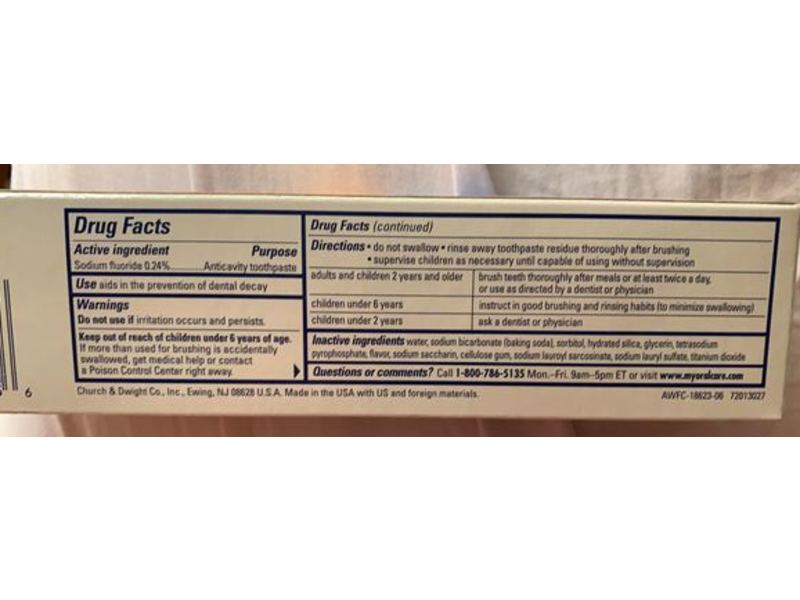 Drug Facts
Active ingredient Purpose
Sodium fluoride 0.24% Anticavity toothpaste
Use aids in the prevention of dental decay
Warnings
Do not use if irritation occurs and persists.
Keep out of reach of children under 6 years of age.
If more than used for brushing is accidentally
swallowed, get medical help or contact
a Poison Control Center right away.
Drug Facts (continued)
Directions • do not swallow • rinse away toothpaste residue thoroughly after brushing
• supervise children as necessary until capable of using without supervision
adults and children 2 years and older brush teeth thoroughly after meals or at least twice a day,
or use as directed by a dentist or physician
children under 6 years instruct in good brushing and rinsing habits (to minimize swallowing)
children under 2 years ask a dentist or physician
Inactive ingredients water, sodium bicarbonate (baking soda), sorbitol, hydrated silica, glycerin, tetrasodium
pyrophosphate, flavor, sodium saccharin, cellulose gum, sodium lauroyl sarcosinate, sodium lauryl sulfate, titanium dioxide
Questions or comments? Call 1-800-786-5135 Mon.-Fri. 9am-5pm ET or visit www.myoralcare.com
6
Church & Dwight Co., Inc., Ewing, NJ 08628 U.S.A. Made in the USA with US and foreign materials.
AWFC-18623-06 72013027